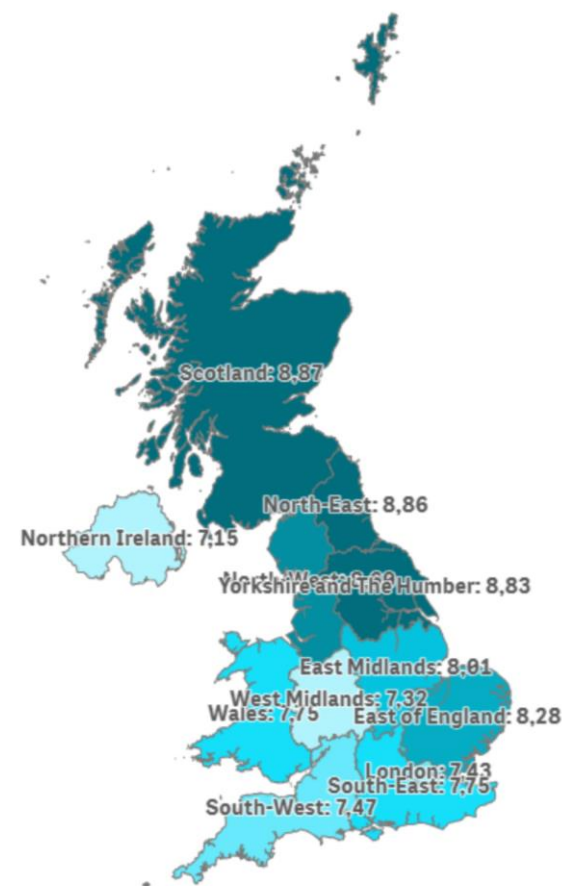 Scotland: 8,87
North-East: 8,86
Northern Ireland: 7,15
North-West:
Yorkshire and The Humber: 8,83
East Midlands: 8,01
West Midlands: 7,32
Wales: 7,75
East of England: 8,28
London: 7,43
South-East: 7,75
South-West: 7,47